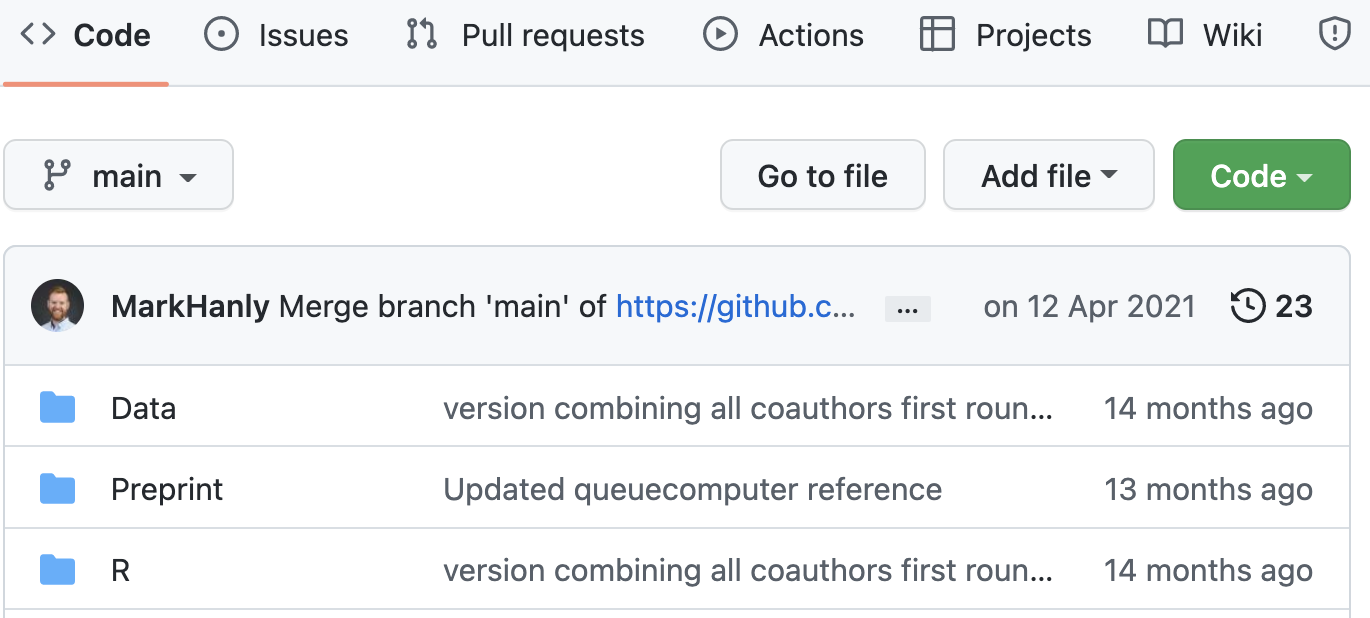 Code Issues Pull requests Actions Projects Wiki
main Go to file Add file Code
MarkHanly Merge branch 'main' of https://github.c... ... on 12 Apr 2021 23
Data version combining all coauthors first roun... 14 months ago
Preprint Updated queuecomputer reference 13 months ago
R version combining all coauthors first roun... 14 months ago